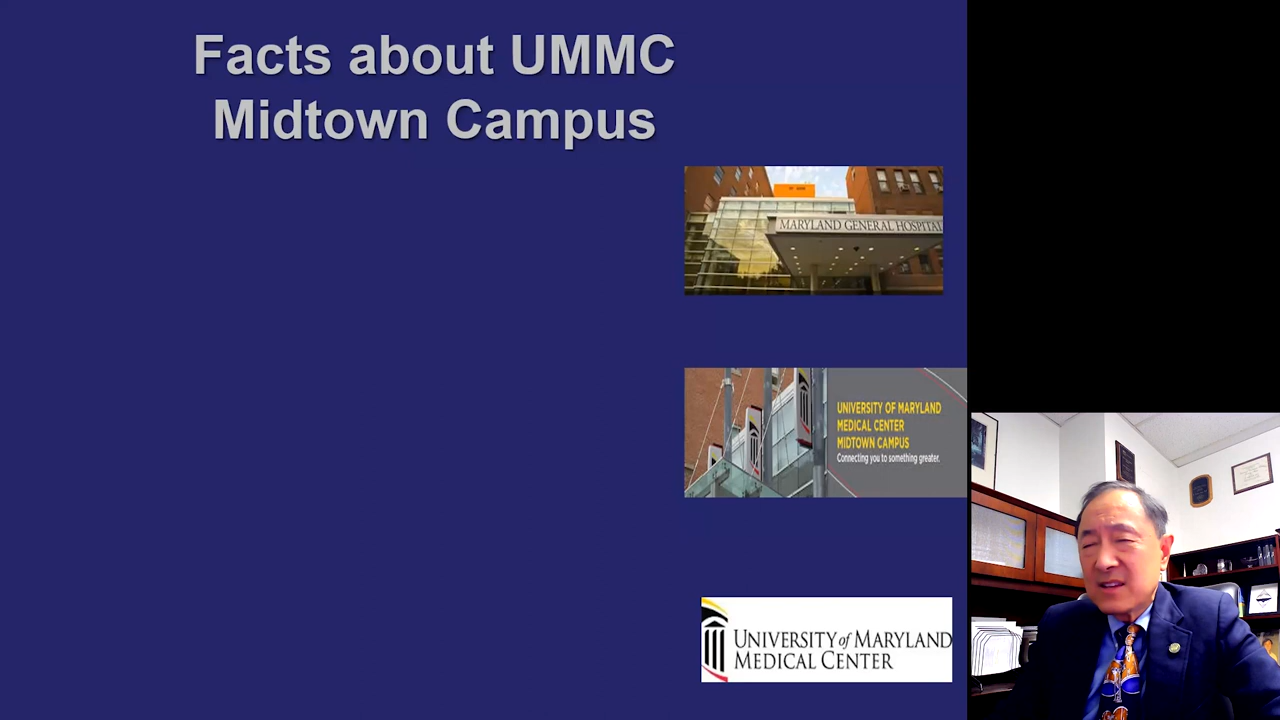 Facts about UMMC
Midtown Campus
MARYLAND GENERAL HOSPITAL
UNIVERSITY OF MARYLAND
MEDICAL CENTER
MIDTOWN CAMPUS
Connecting you to something greater.
UNIVERSITY of MARYLAND
MEDICAL CENTER